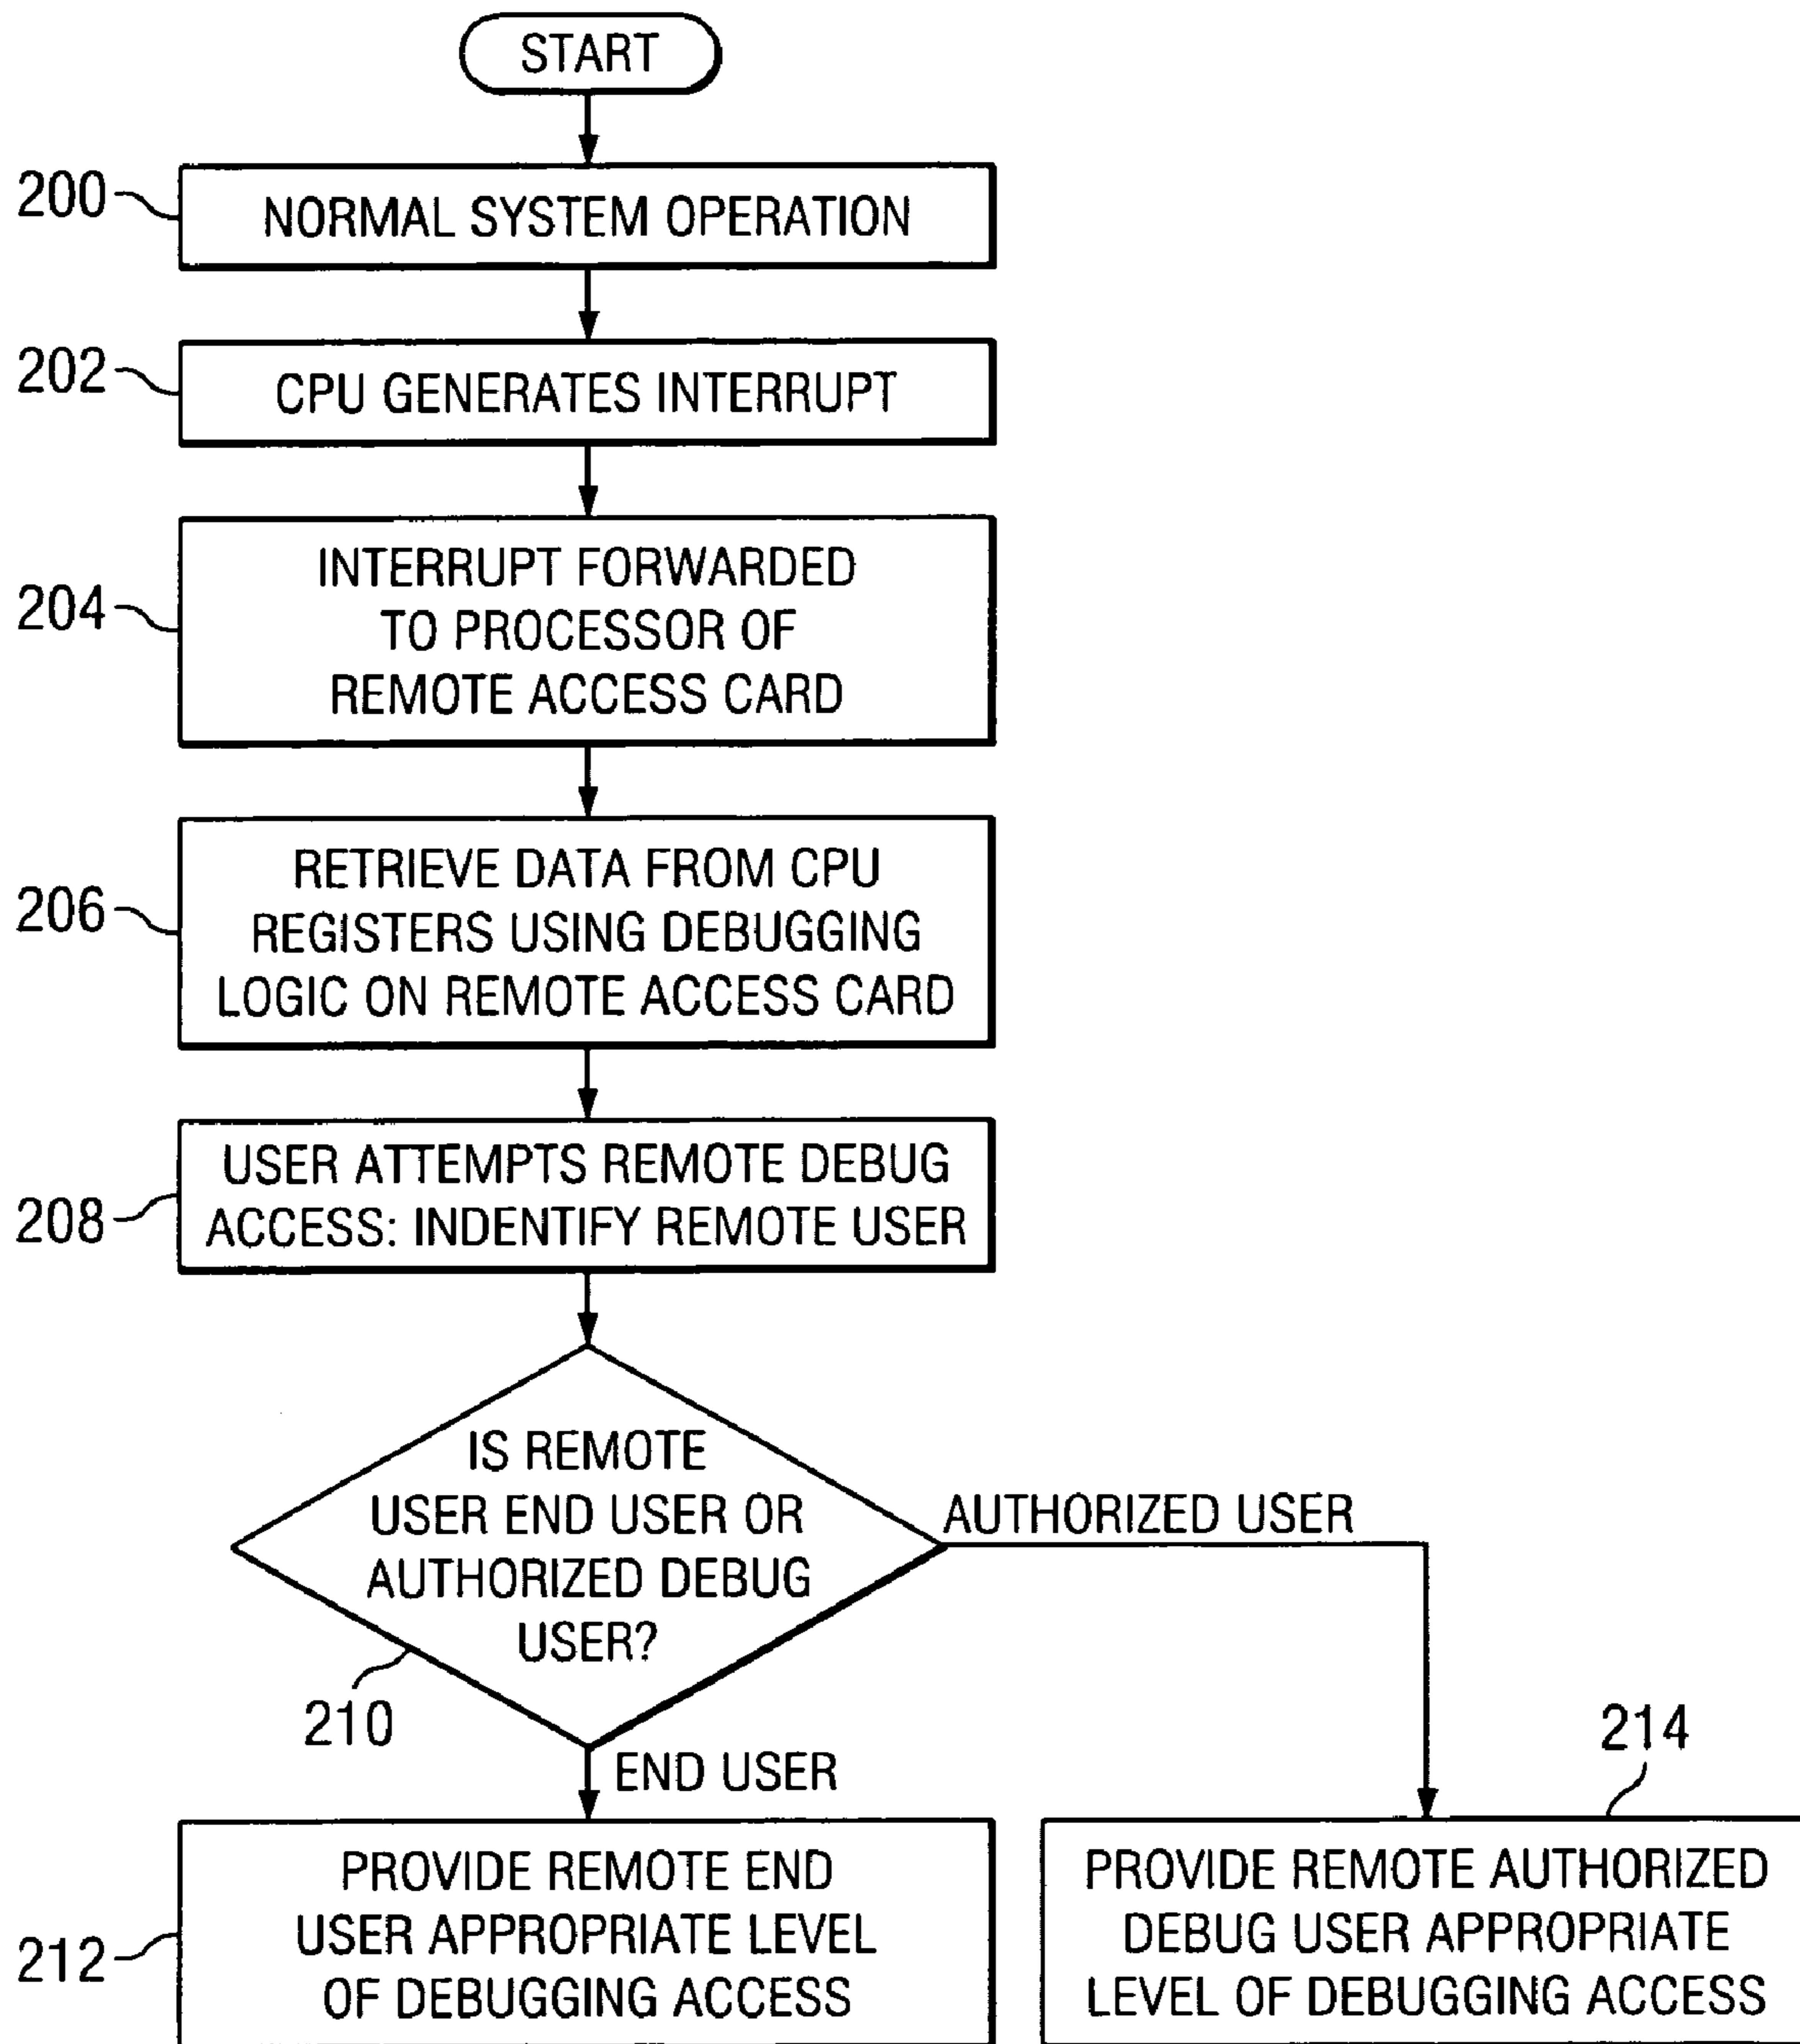 START
200
NORMAL SYSTEM OPERATION
202
CPU GENERATES INTERRUPT
204
INTERRUPT FORWARDED
TO PROCESSOR OF
REMOTE ACCESS CARD
206
RETRIEVE DATA FROM CPU
REGISTERS USING DEBUGGING
LOGIC ON REMOTE ACCESS CARD
208
USER ATTEMPTS REMOTE DEBUG
ACCESS: INDENTIFY REMOTE USER
IS REMOTE
USER END USER OR
AUTHORIZED DEBUG
USER?
210
AUTHORIZED USER
END USER
212
PROVIDE REMOTE END
USER APPROPRIATE LEVEL
OF DEBUGGING ACCESS
214
PROVIDE REMOTE AUTHORIZED
DEBUG USER APPROPRIATE
LEVEL OF DEBUGGING ACCESS